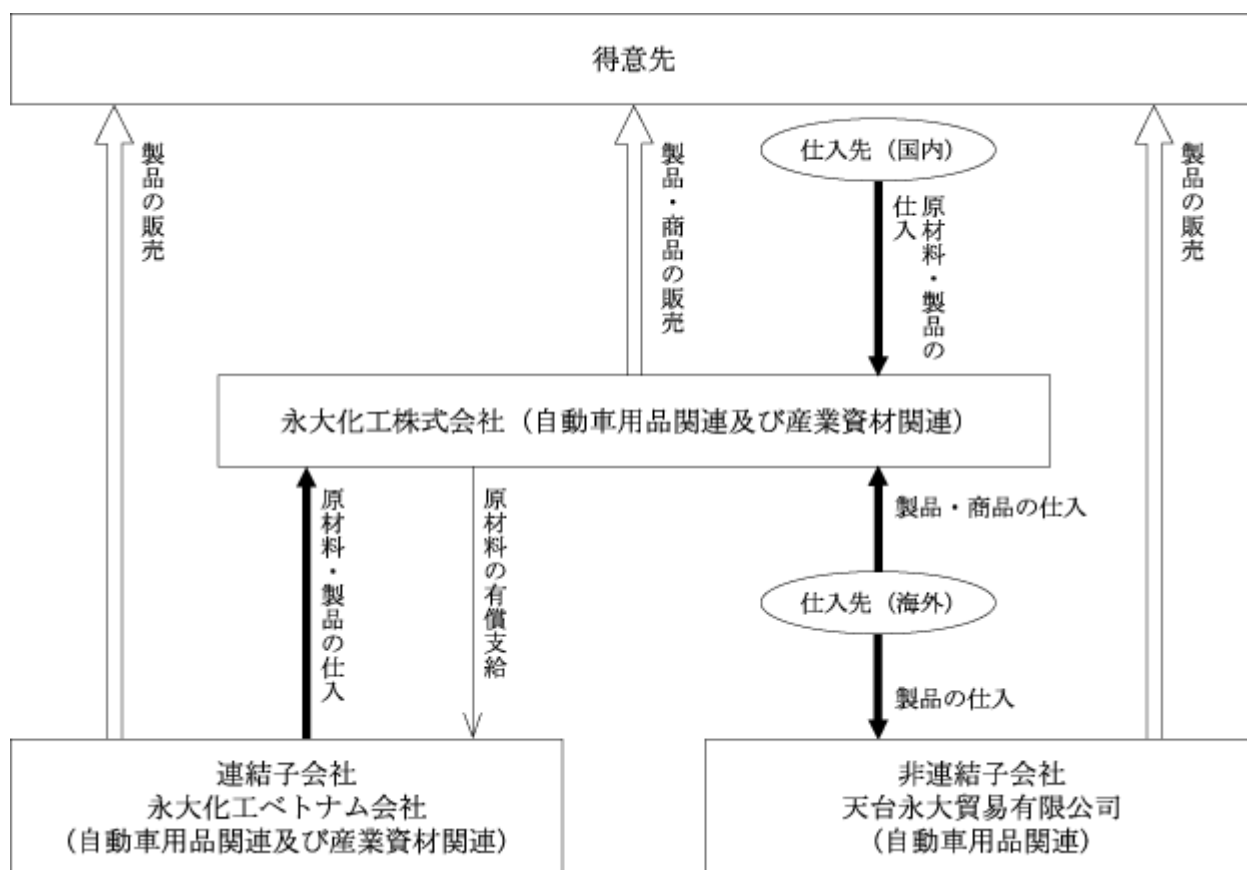 得意先
製品の販売
製品・商品の販売
仕入先（国内）
原材料・製品の
仕入
製品の販売
永大化工株式会社（自動車用品関連及び産業資材関連）
原材料・製品の仕入
原材料の有償支給
製品・商品の仕入
仕入先（海外）
製品の仕入
連結子会社
永大化工ベトナム会社
（自動車用品関連及び産業資材関連）
非連結子会社
天台永大貿易有限公司
（自動車用品関連）